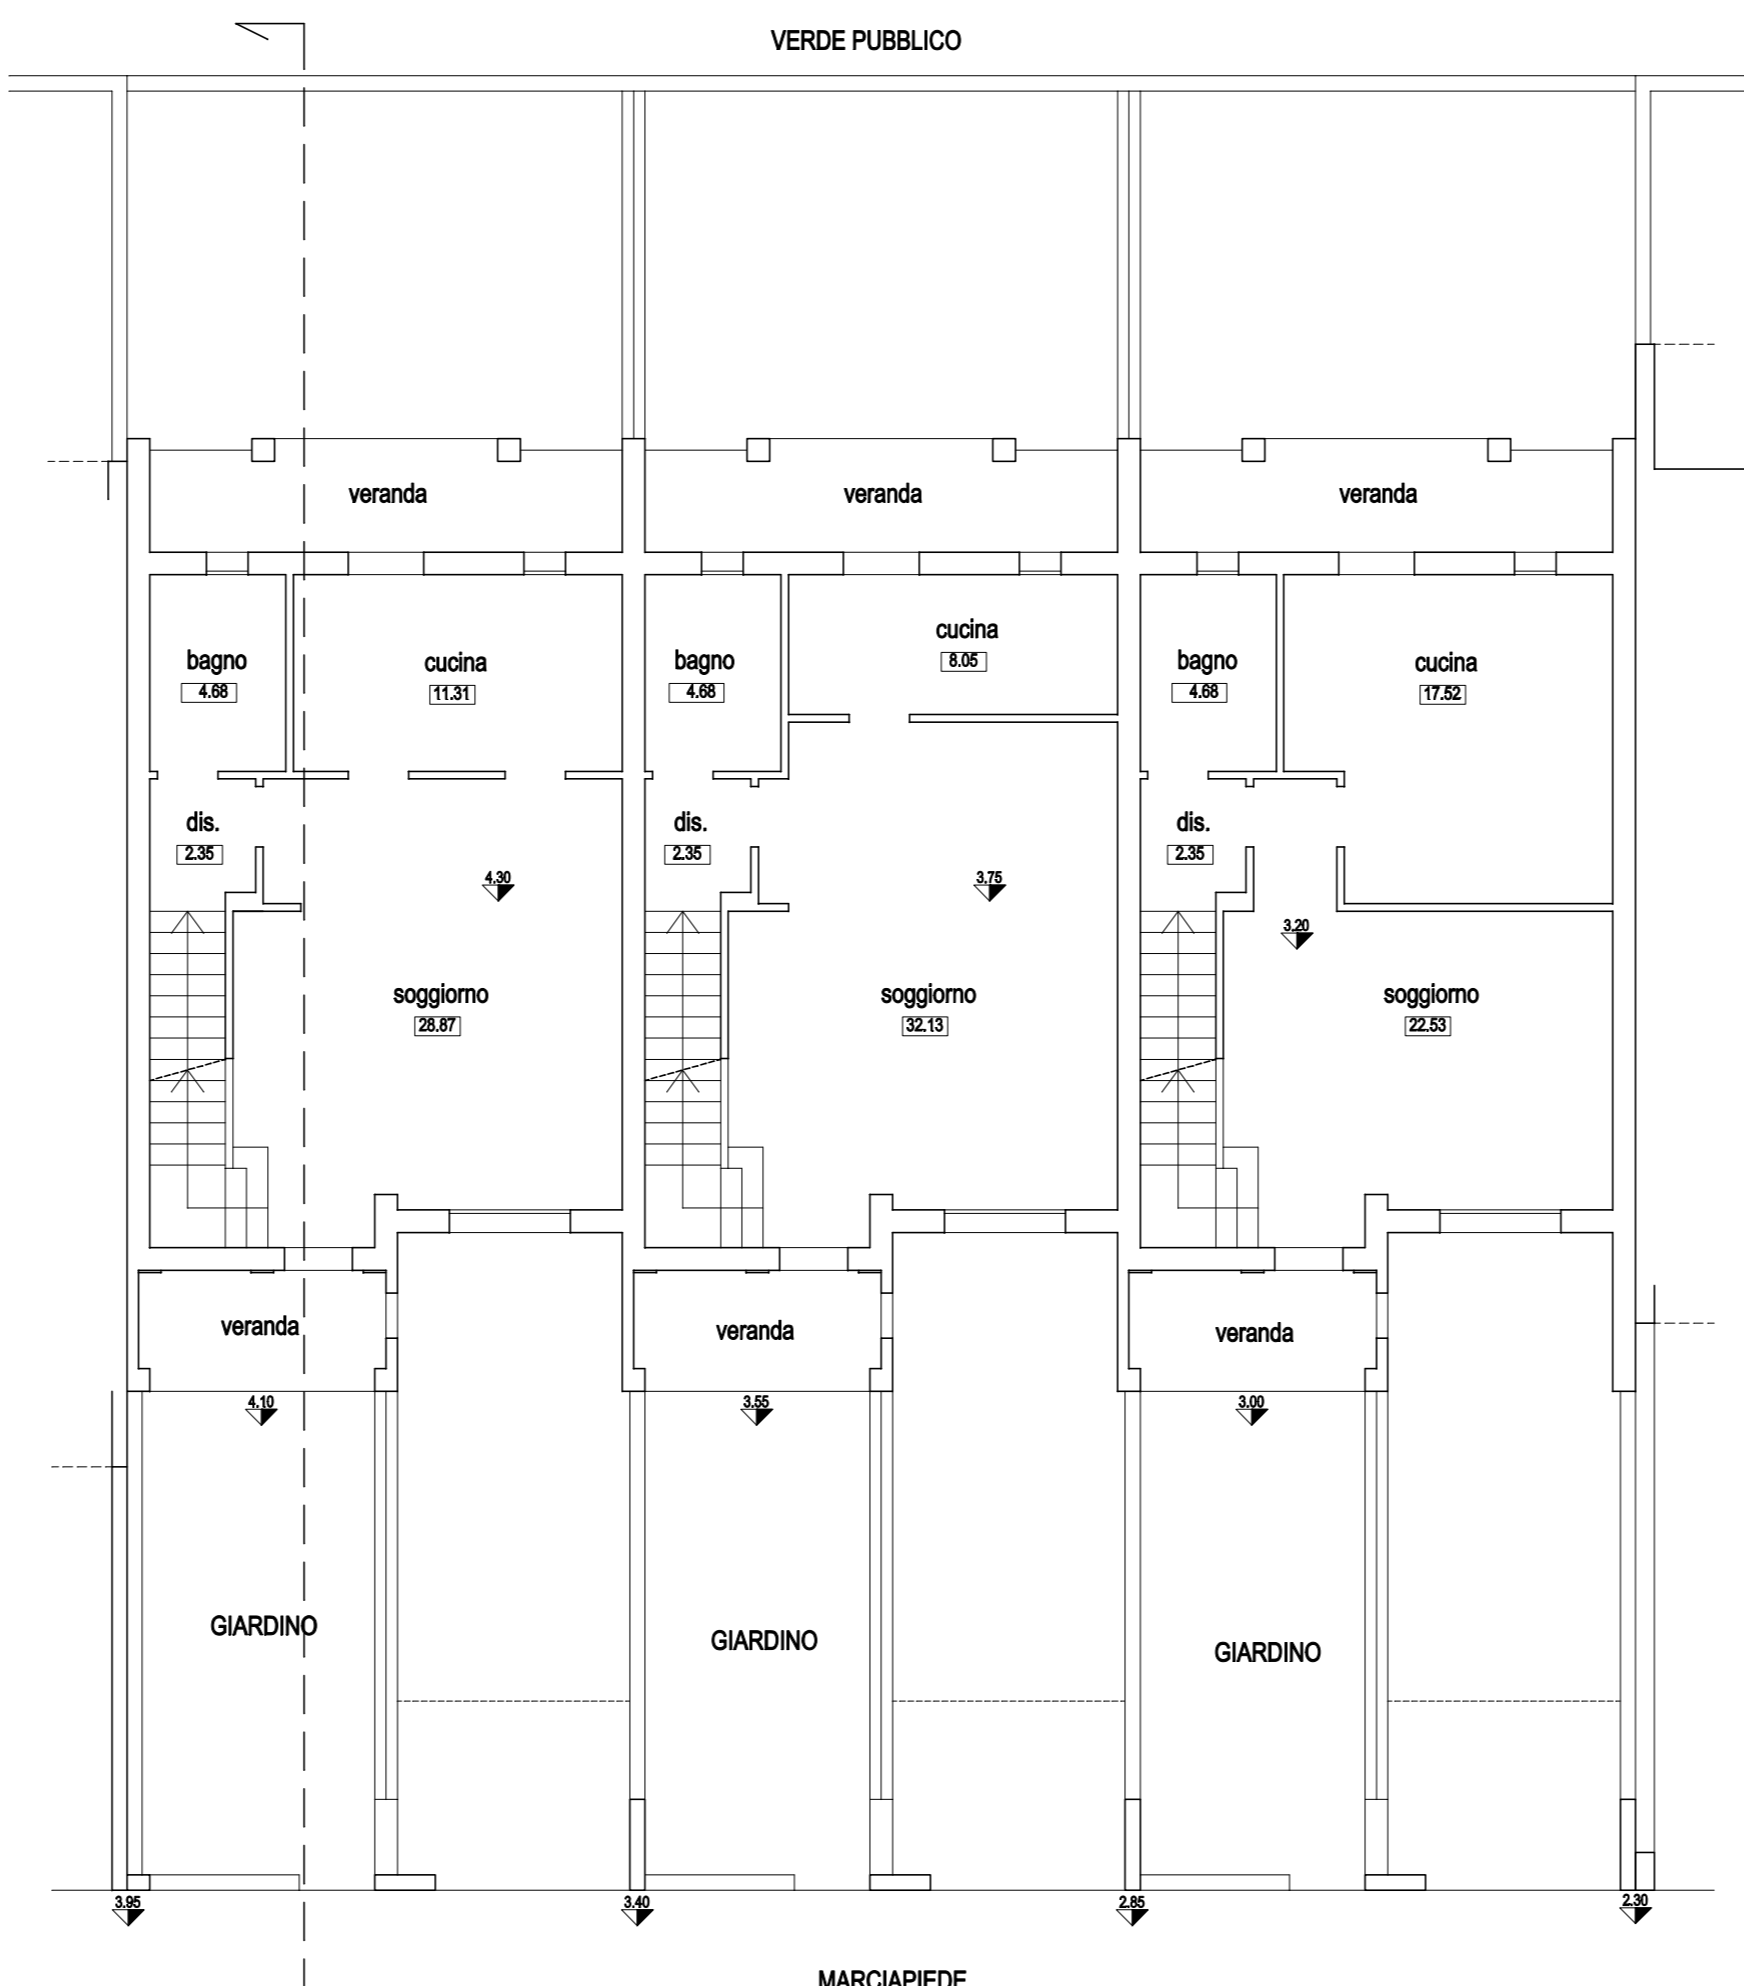 VERDE PUBBLICO
veranda
veranda
veranda
bagno
4.68
cucina
11.31
bagno
4.68
cucina
8.05
bagno
4.68
cucina
17.52
dis.
2.35
4.30
dis.
2.35
3.75
dis.
2.35
3.20
soggiorno
28.87
soggiorno
32.13
soggiorno
22.53
veranda
veranda
veranda
4.10
3.55
3.00
GIARDINO
GIARDINO
GIARDINO
3.95
3.40
2.85
2.30
MARCIAPIEDE